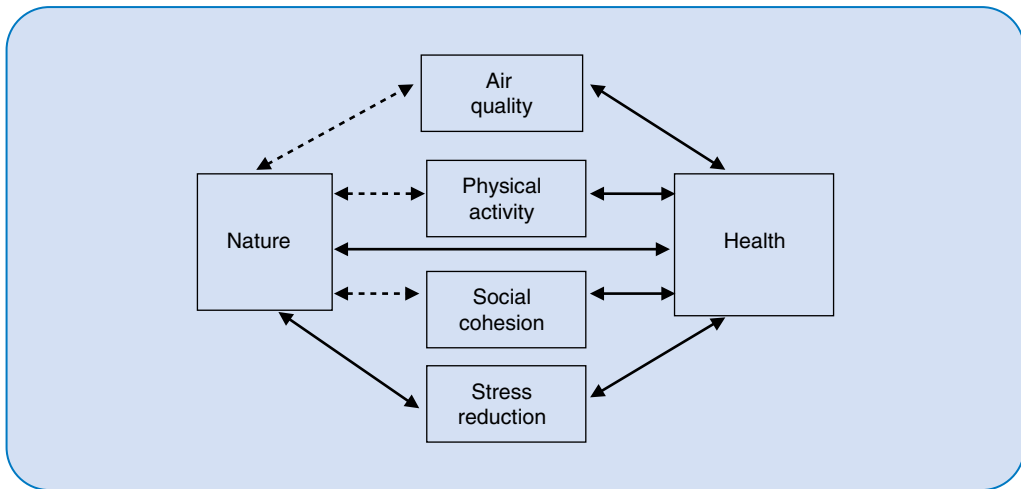 Air
quality
Physical
activity
Nature
Health
Social
cohesion
Stress
reduction